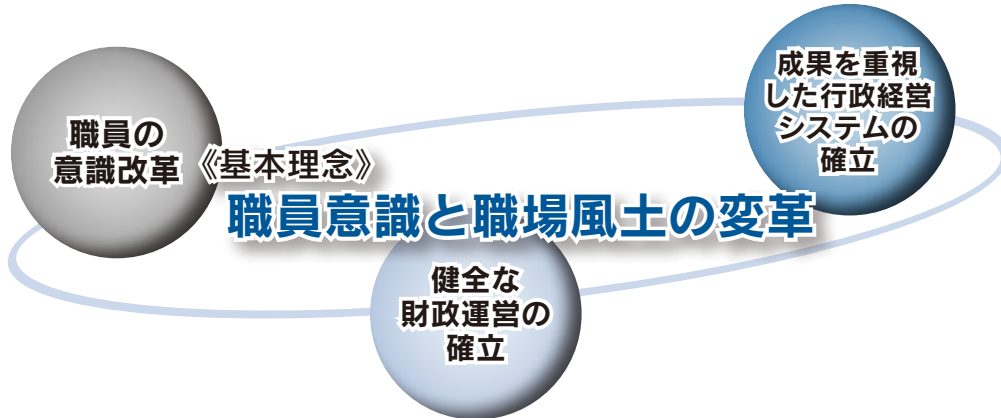 職員の
意識改革
《基本理念》
職員意識と職場風土の変革
成果を重視
した行政経営
システムの
確立
健全な
財政運営の
確立